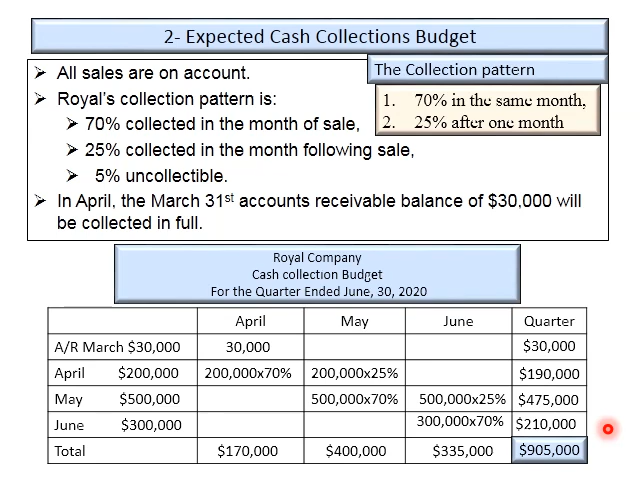 2- Expected Cash Collections Budget
➢ All sales are on account.
The Collection pattern
➢ Royal's collection pattern is:
1. 70% in the same month,
➢ 70% collected in the month of sale,
2. 25% after one month
➢ 25% collected in the month following sale,
➢ 5% uncollectible.
➢ In April, the March 31st accounts receivable balance of $30,000 will
be collected in full.
Royal Company
Cash collection Budget
For the Quarter Ended June, 30, 2020
April May June Quarter
A/R March $30,000 30,000 $30,000
April $200,000 200,000x70% 200,000x25% $190,000
May $500,000 500,000x70% 500,000x25% $475,000
June $300,000 300,000x70% $210,000
Total $170,000 $400,000 $335,000 $905,000